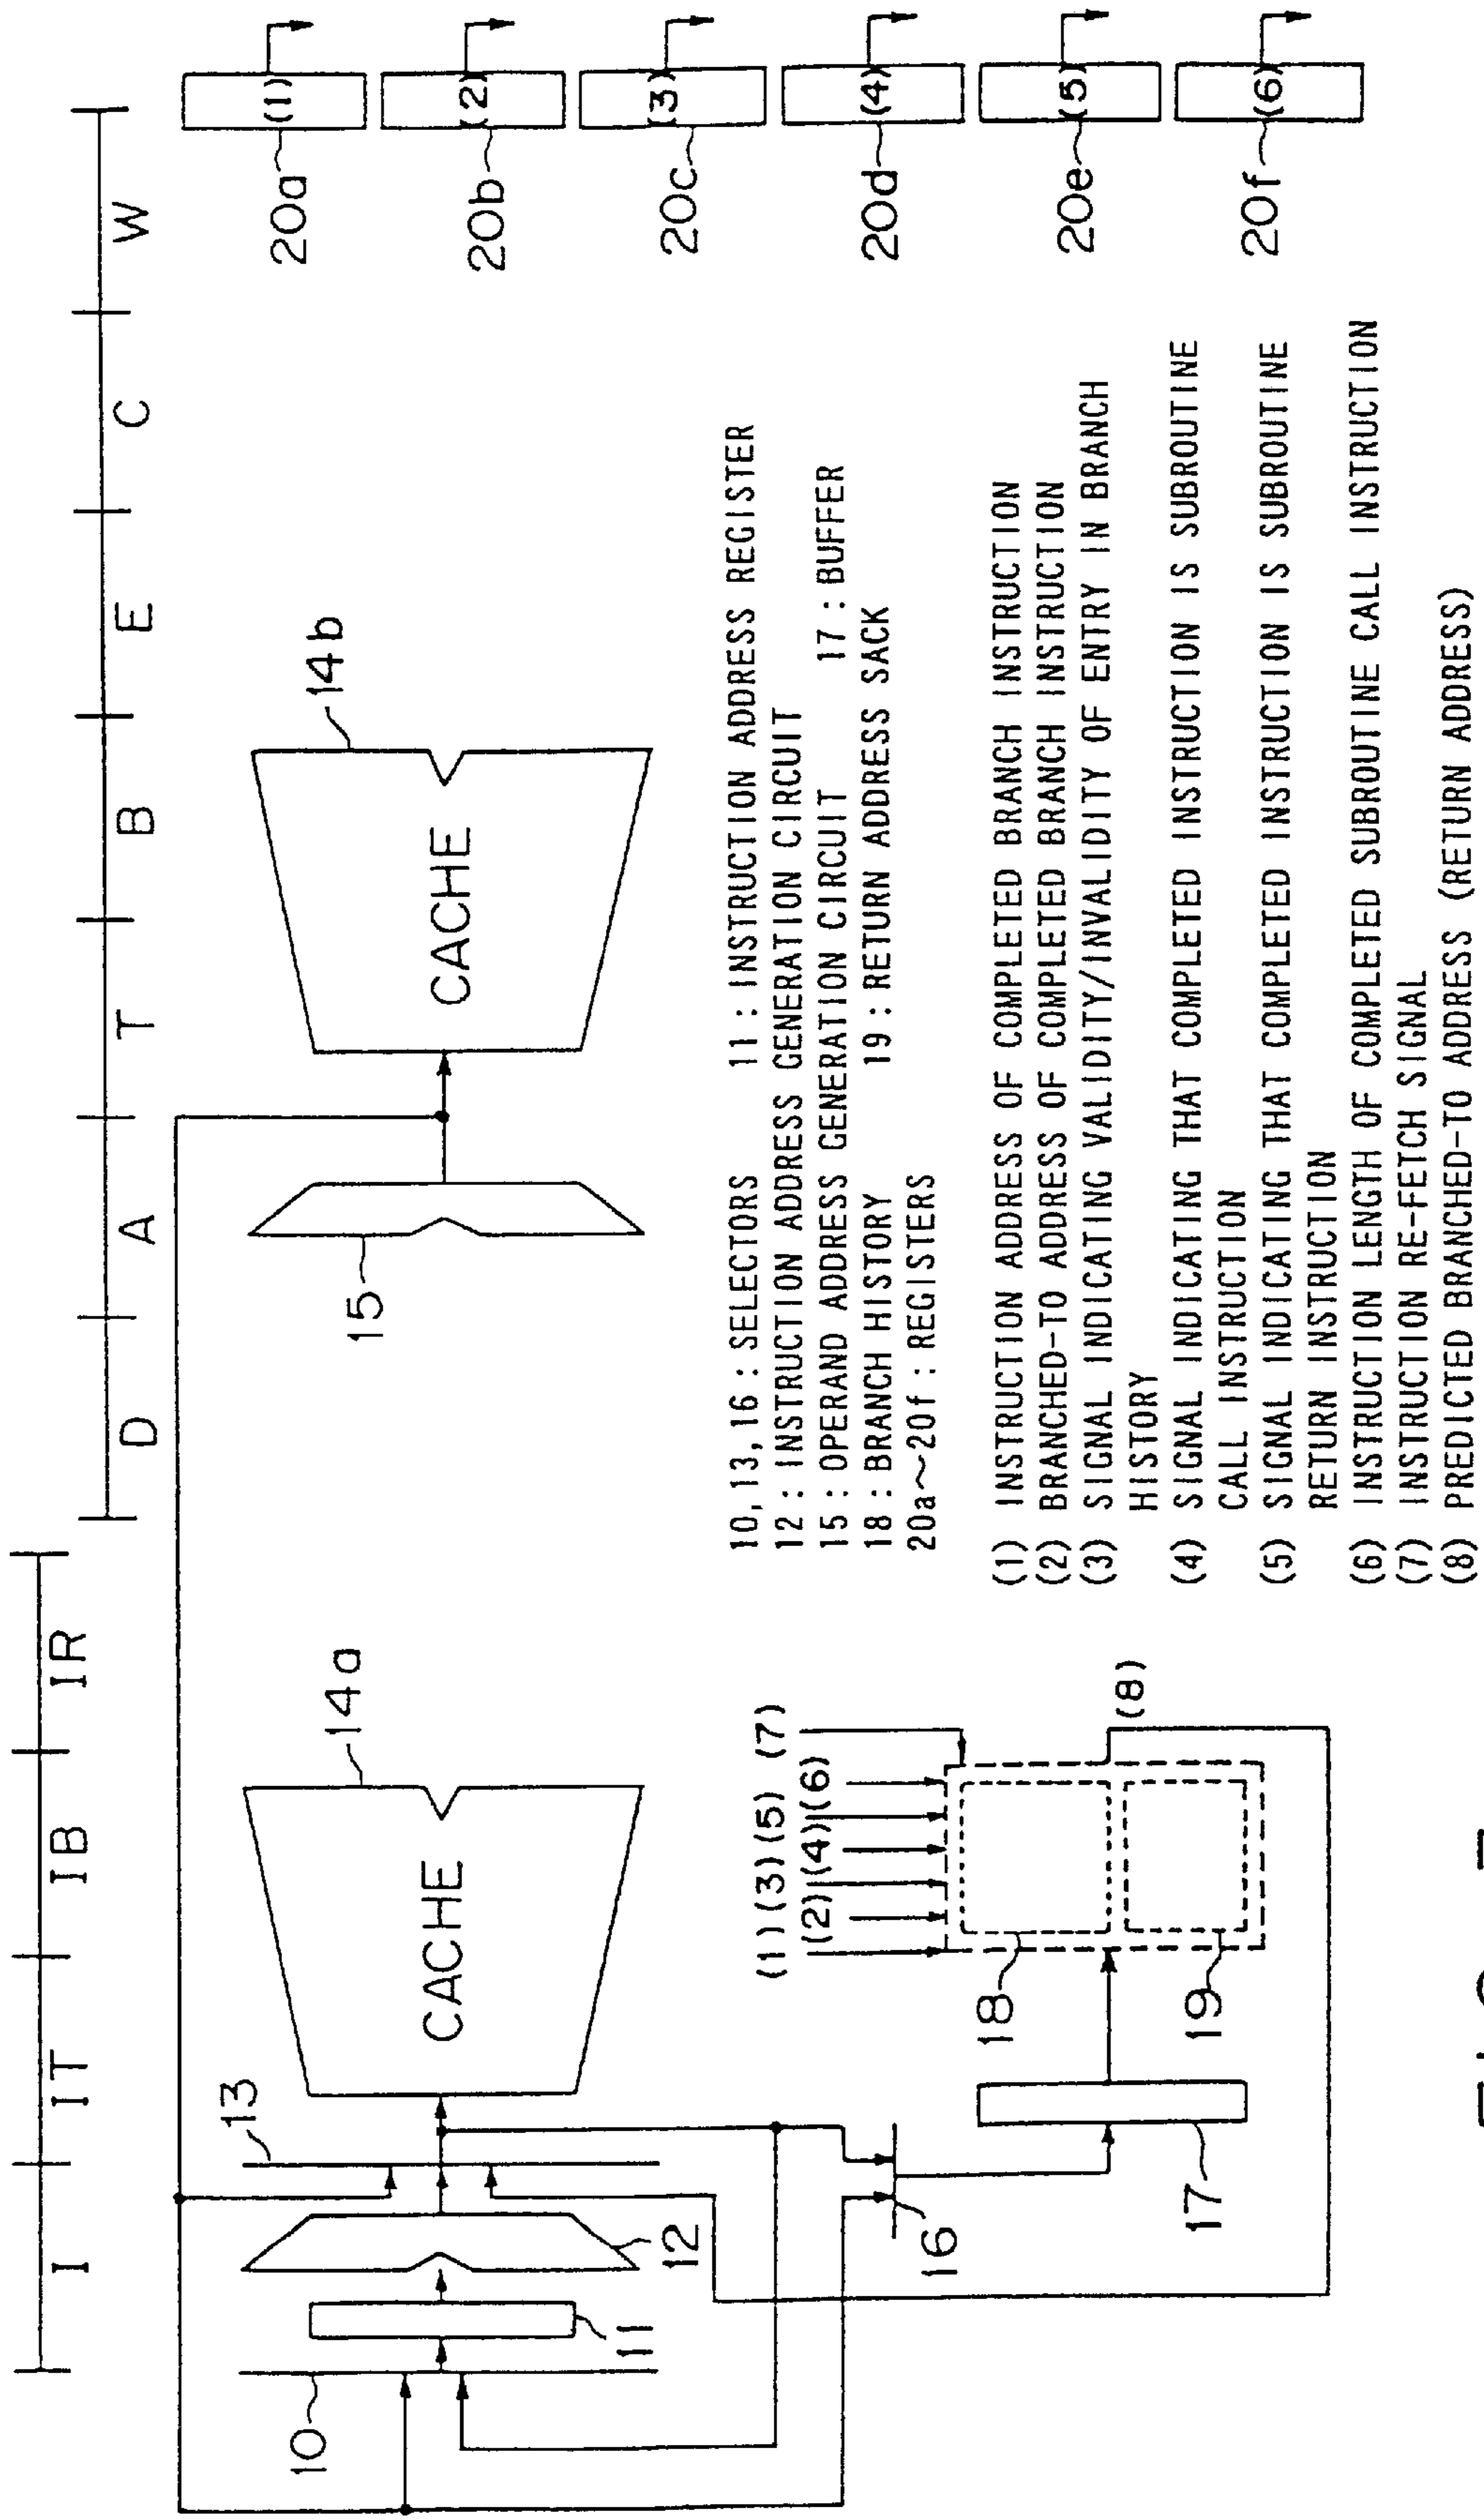 I IT IB IR
D A T B E C W
10
11
12
13
CACHE
14a
15
CACHE
14b
16
17
18
19
(1)(3)(5) (7)
(2) (4) (6)
(8)
20a (1)
20b (2)
20c (3)
20d (4)
20e (5)
20f (6)
10, 13, 16 : SELECTORS 11 : INSTRUCTION ADDRESS REGISTER
12 : INSTRUCTION ADDRESS GENERATION CIRCUIT
15 : OPERAND ADDRESS GENERATION CIRCUIT 17 : BUFFER
18 : BRANCH HISTORY 19 : RETURN ADDRESS SACK
20a~20f : REGISTERS
(1) INSTRUCTION ADDRESS OF COMPLETED BRANCH INSTRUCTION
(2) BRANCHED-TO ADDRESS OF COMPLETED BRANCH INSTRUCTION
(3) SIGNAL INDICATING VALIDITY/INVALIDITY OF ENTRY IN BRANCH
HISTORY
(4) SIGNAL INDICATING THAT COMPLETED INSTRUCTION IS SUBROUTINE
CALL INSTRUCTION
(5) SIGNAL INDICATING THAT COMPLETED INSTRUCTION IS SUBROUTINE
RETURN INSTRUCTION
(6) INSTRUCTION LENGTH OF COMPLETED SUBROUTINE CALL INSTRUCTION
(7) INSTRUCTION RE-FETCH SIGNAL
(8) PREDICTED BRANCHED-TO ADDRESS (RETURN ADDRESS)